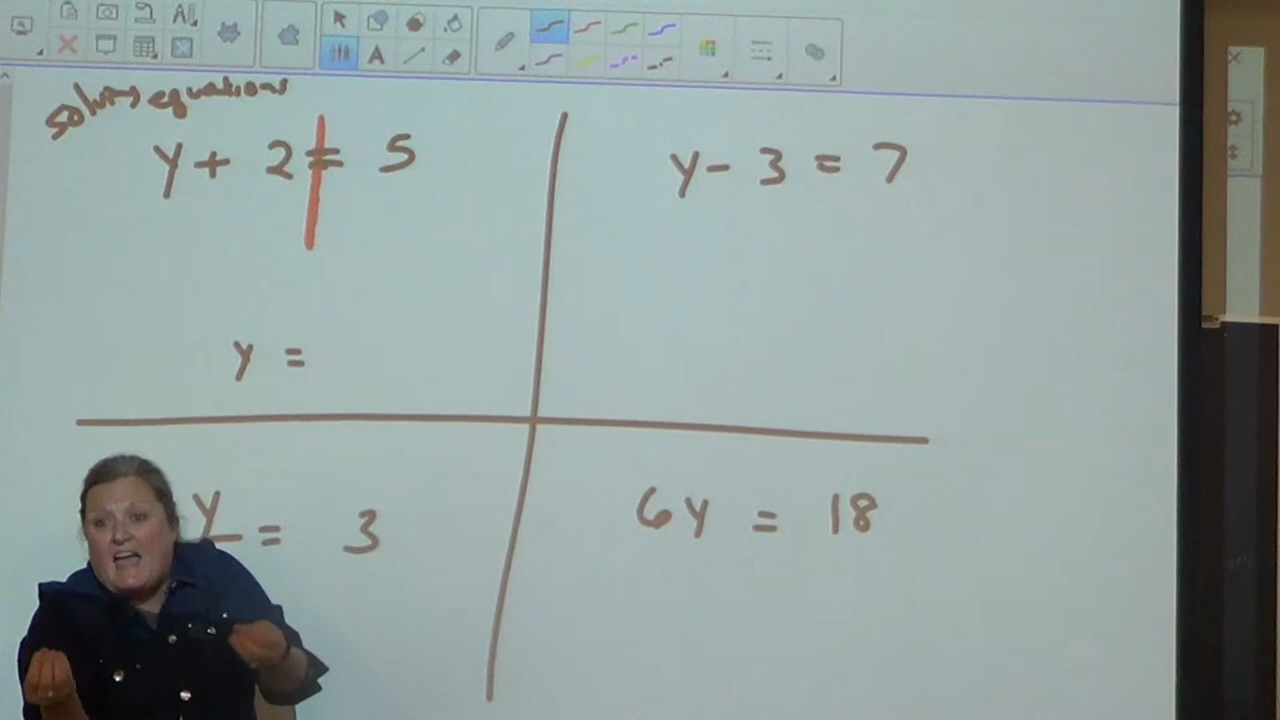 solving equations
y + 2 = 5
y - 3 = 7
y =
y
= 3
6y = 18